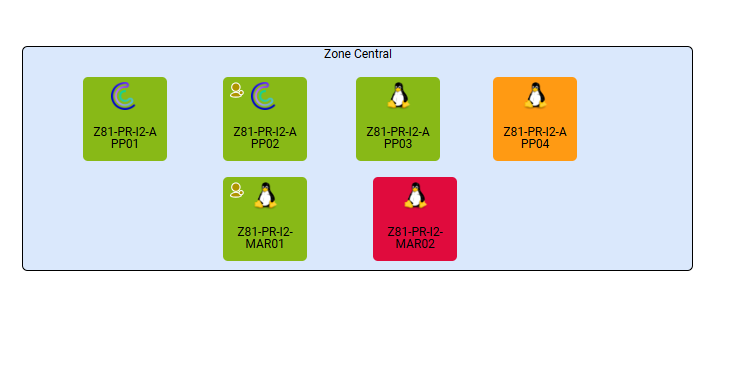 Zone Central
Z81-PR-I2-A
PP01
Z81-PR-I2-A
PP02
Z81-PR-I2-A
PP03
Z81-PR-I2-A
PP04
Z81-PR-I2-
MAR01
Z81-PR-I2-
MAR02